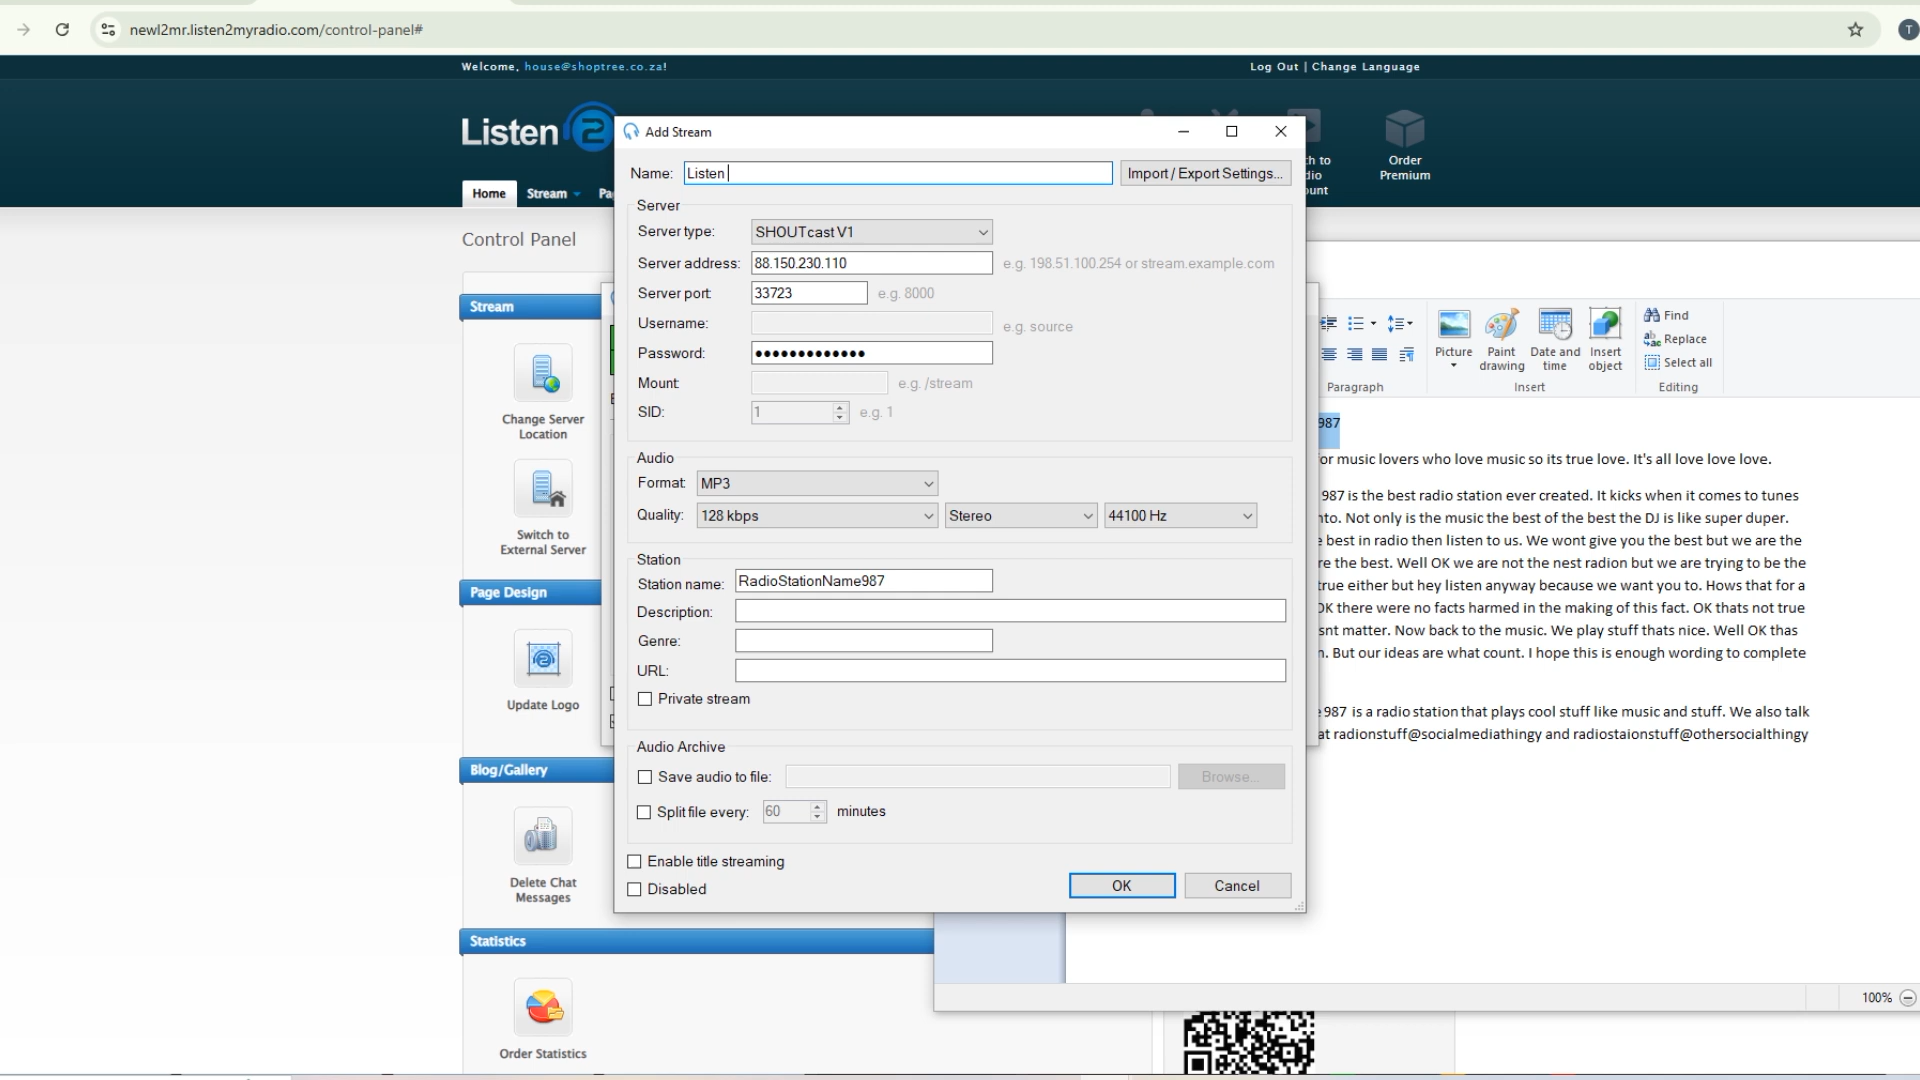 newl2mr.listen2myradio.com/control-panel#
T
Welcome, house@shoptree.co.za!
Log Out | Change Language
Listen 2
Order
Premium
Home
Stream
Control Panel
Add Stream
Name:
Listen
Import / Export Settings...
Server
Server type:
SHOUTcast V1
Server address:
88.150.230.110
e.g. 198.51.100.254 or stream.example.com
Server port:
33723
e.g. 8000
Username:
e.g. source
Password:
Mount:
e.g. /stream
SID:
1
e.g. 1
Audio
Format:
MP3
Quality:
128 kbps
Stereo
44100 Hz
Station
Station name:
RadioStationName987
Description:
Genre:
URL:
Private stream
Audio Archive
Save audio to file:
Browse...
Split file every:
60
minutes
Enable title streaming
Disabled
OK
Cancel
Stream
Change Server
Location
Switch to
External Server
Page Design
Update Logo
Blog/Gallery
Delete Chat
Messages
Statistics
Order Statistics
Picture
Paint
drawing
Date and
time
Insert
object
Find
Replace
Select all
Paragraph
Insert
Editing
987
or music lovers who love music so its true love. It's all love love love.
987 is the best radio station ever created. It kicks when it comes to tunes
nto. Not only is the music the best of the best the DJ is like super duper.
best in radio then listen to us. We wont give you the best but we are the
re the best. Well OK we are not the nest radion but we are trying to be the
true either but hey listen anyway because we want you to. Hows that for a
OK there were no facts harmed in the making of this fact. OK thats not true
snt matter. Now back to the music. We play stuff thats nice. Well OK thas
n. But our ideas are what count. I hope this is enough wording to complete
987 is a radio station that plays cool stuff like music and stuff. We also talk
at radionstuff@socialmediathingy and radiostaionstuff@othersocialthingy
100%